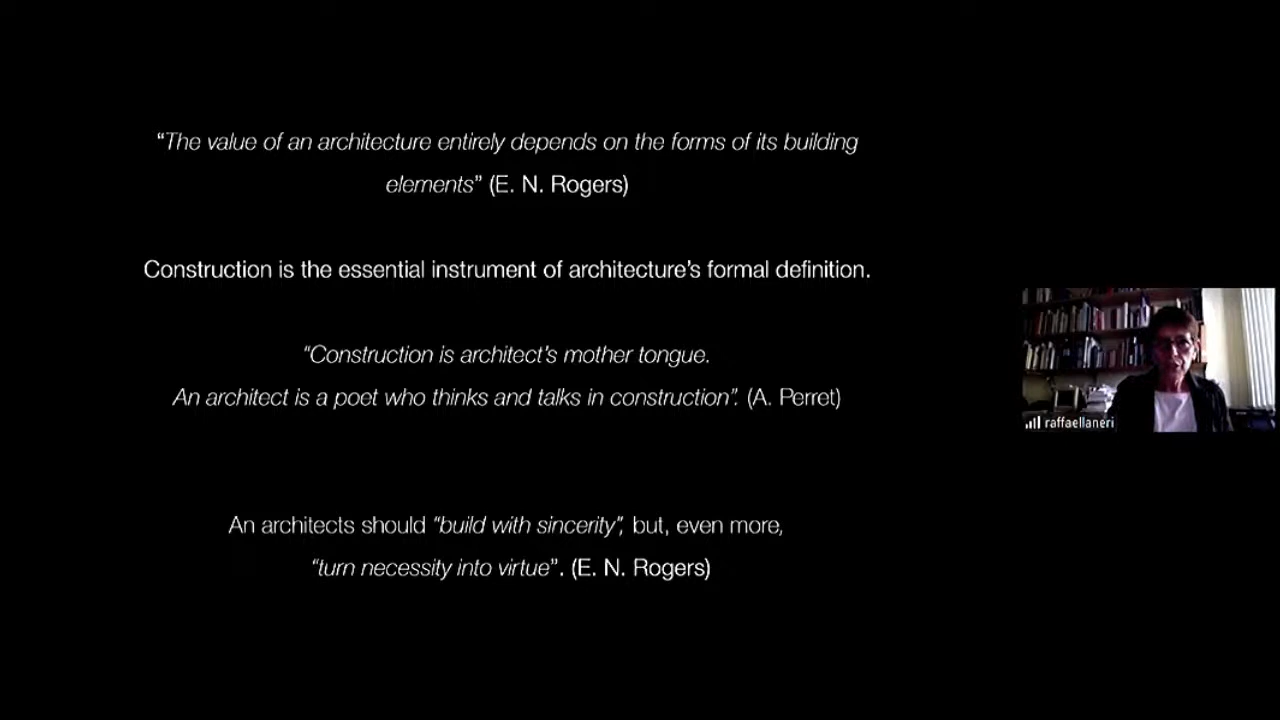 “The value of an architecture entirely depends on the forms of its building
elements” (E. N. Rogers)
Construction is the essential instrument of architecture’s formal definition.
“Construction is architect’s mother tongue.
An architect is a poet who thinks and talks in construction”. (A. Perret)
An architects should “build with sincerity”, but, even more,
“turn necessity into virtue”. (E. N. Rogers)
raffaellaneri